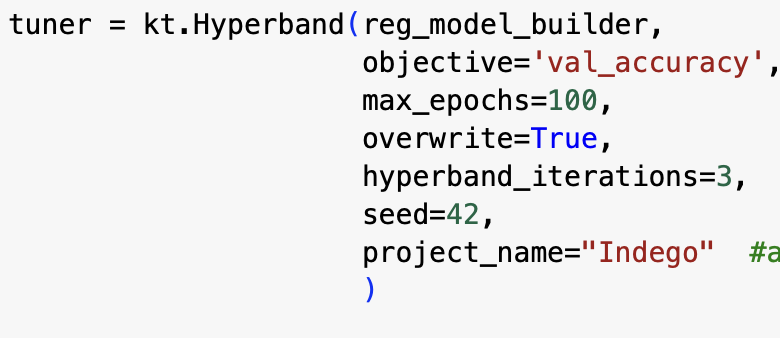 tuner = kt.Hyperband(reg_model_builder,
objective='val_accuracy',
max_epochs=100,
overwrite=True,
hyperband_iterations=3,
seed=42,
project_name="Indego" #a
)